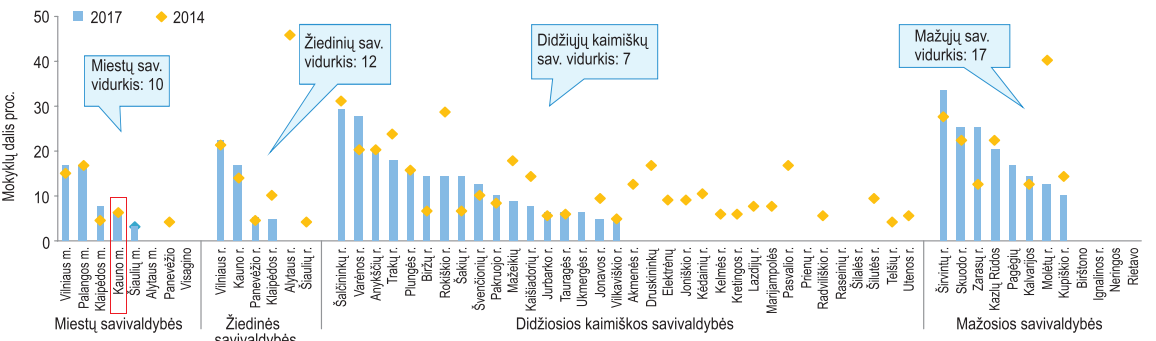 50
40
30
20
10
0
Mokyklų dalis proc.
2017
2014
Miestų sav.
vidurkis: 10
Žiedinių sav.
vidurkis: 12
Didžiųjų kaimiškų
sav. vidurkis: 7
Mažųjų sav.
vidurkis: 17
Vilniaus m.
Palangos m.
Klaipėdos m.
Kauno m.
Šiaulių m.
Alytaus m.
Panevėžio
Visagino
Vilniaus r.
Kauno r.
Panevėžio r.
Klaipėdos r.
Alytaus r.
Šiaulių r.
Šalčininkų r.
Varėnos r.
Anykščių r.
Trakų r.
Plungės r.
Biržų r.
Rokiškio r.
Šakių r.
Švenčionių r.
Pakruojo r.
Mažeikių
Kaišiadorių r.
Jurbarko r.
Tauragės r.
Ukmergės r.
Jonavos r.
Vilkaviškio r.
Akmenės r.
Druskininkų
Elektrėnų
Joniškio r.
Kėdainių r.
Kelmės r.
Kretingos r.
Lazdijų r.
Marijampolės
Pasvalio r.
Prienų r.
Radviliškio r.
Raseinių r.
Šilalės r.
Šilutės r.
Telšių r.
Utenos r.
Širvintų r.
Skuodo r.
Zarasų r.
Kazlų Rūdos
Pagėgių
Kalvarijos
Molėtų r.
Kupiškio r.
Birštono
Ignalinos r.
Neringos
Rietavo
Miestų savivaldybės
Žiedinės
savivaldybės
Didžiosios kaimiškos savivaldybės
Mažosios savivaldybės